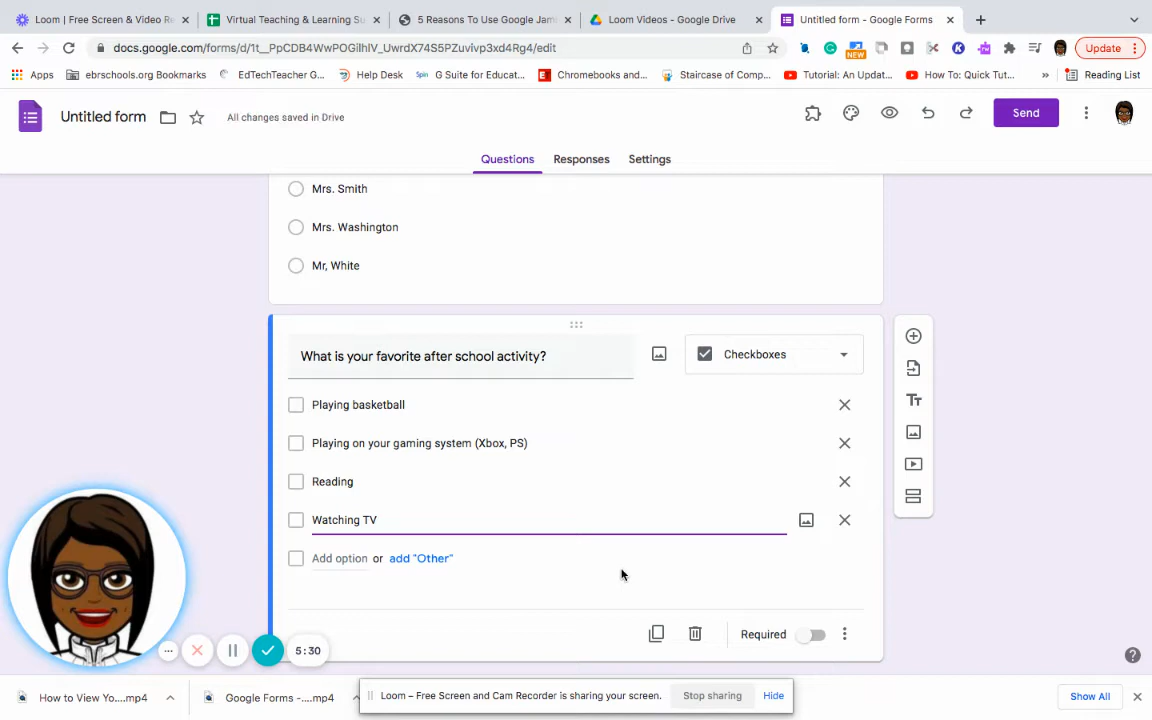 Loom | Free Screen & Video Re
Virtual Teaching & Learning Su
5 Reasons To Use Google Jam
Loom Videos - Google Drive
Untitled form - Google Forms
docs.google.com/forms/d/1t__PpCDB4WwPOGiIhIV_UwrdX74S5PZuvivp3xd4Rg4/edit
NEW
Update
Apps
ebrschools.org Bookmarks
EdTechTeacher G...
Help Desk
Spin
G Suite for Educat...
Chromebooks and...
Staircase of Comp...
Tutorial: An Updat...
How To: Quick Tut...
»
Reading List
Untitled form
All changes saved in Drive
Send
Questions
Responses
Settings
Mrs. Smith
Mrs. Washington
Mr, White
What is your favorite after school activity?
Checkboxes
Playing basketball
Playing on your gaming system (Xbox, PS)
Reading
Watching TV
Add option or add "Other"
Required
5:30
How to View Yo....mp4
Google Forms -....mp4
Loom – Free Screen and Cam Recorder is sharing your screen.
Stop sharing
Hide
Show All